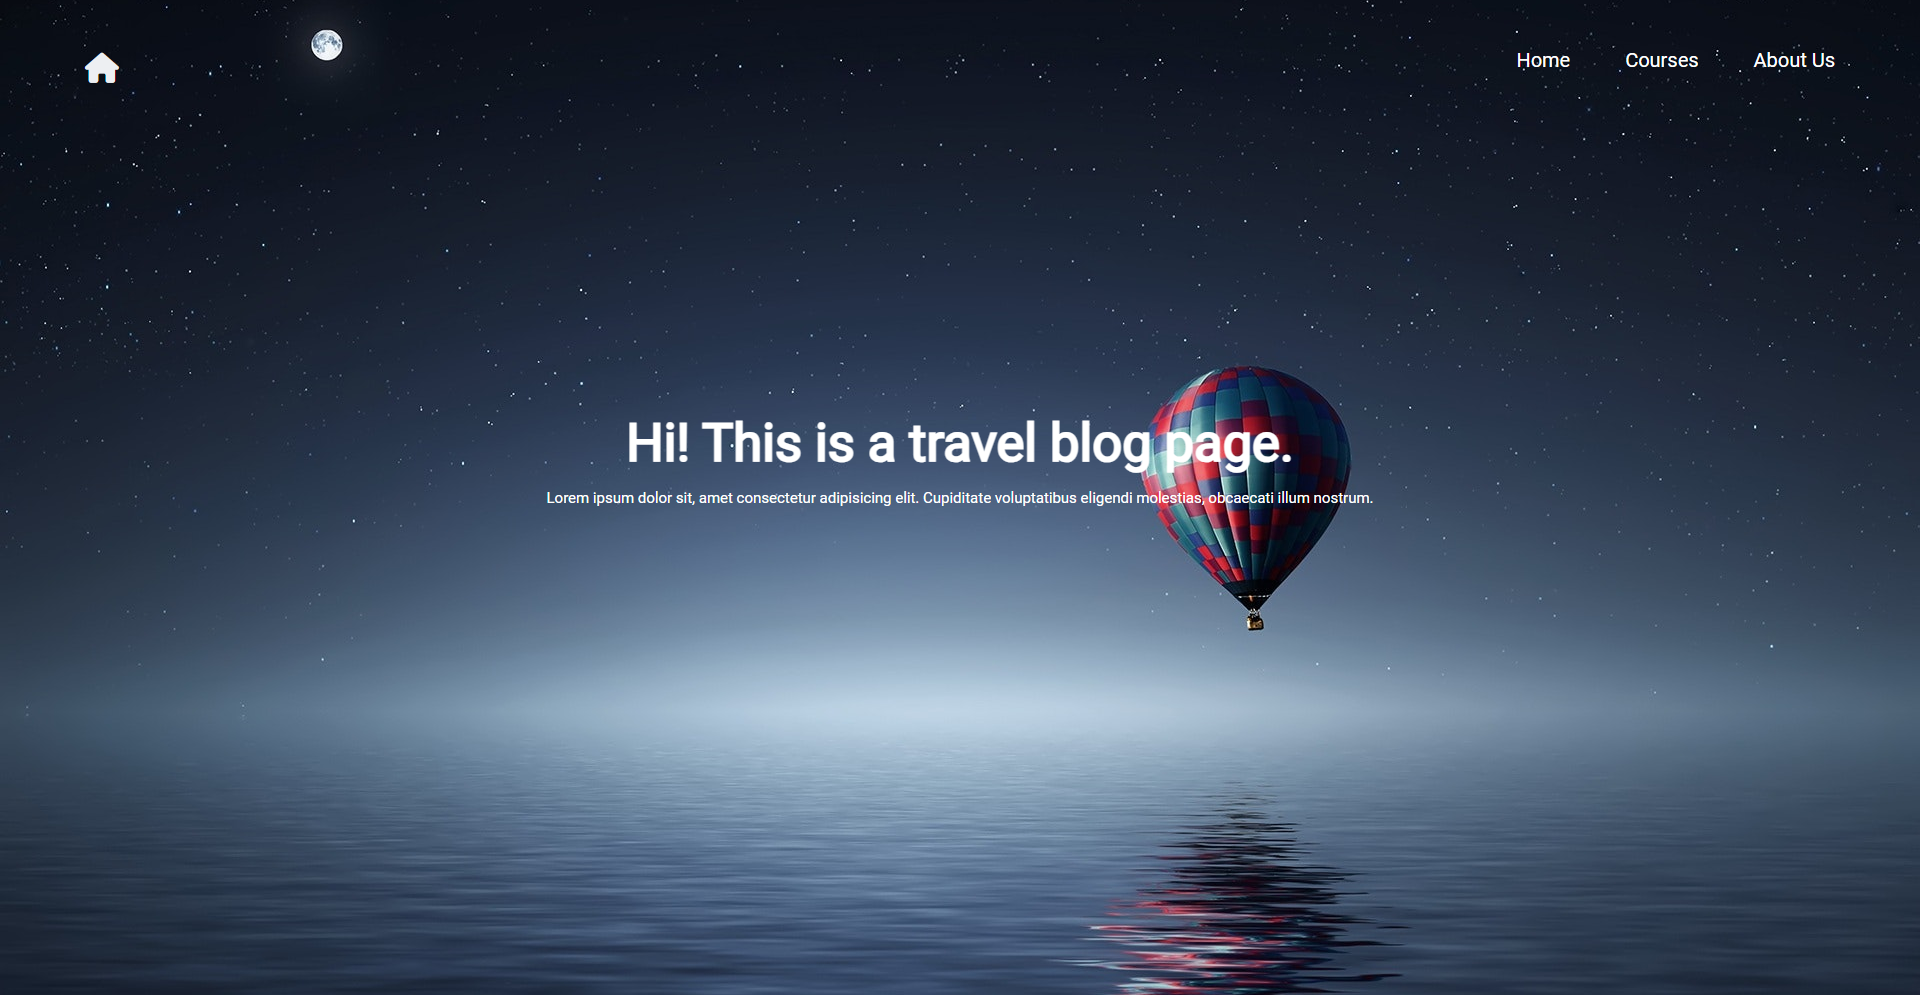 Home Courses About Us
Hi! This is a travel blog page.
Lorem ipsum dolor sit, amet consectetur adipisicing elit. Cupiditate voluptatibus eligendi molestias, obcaecati illum nostrum.